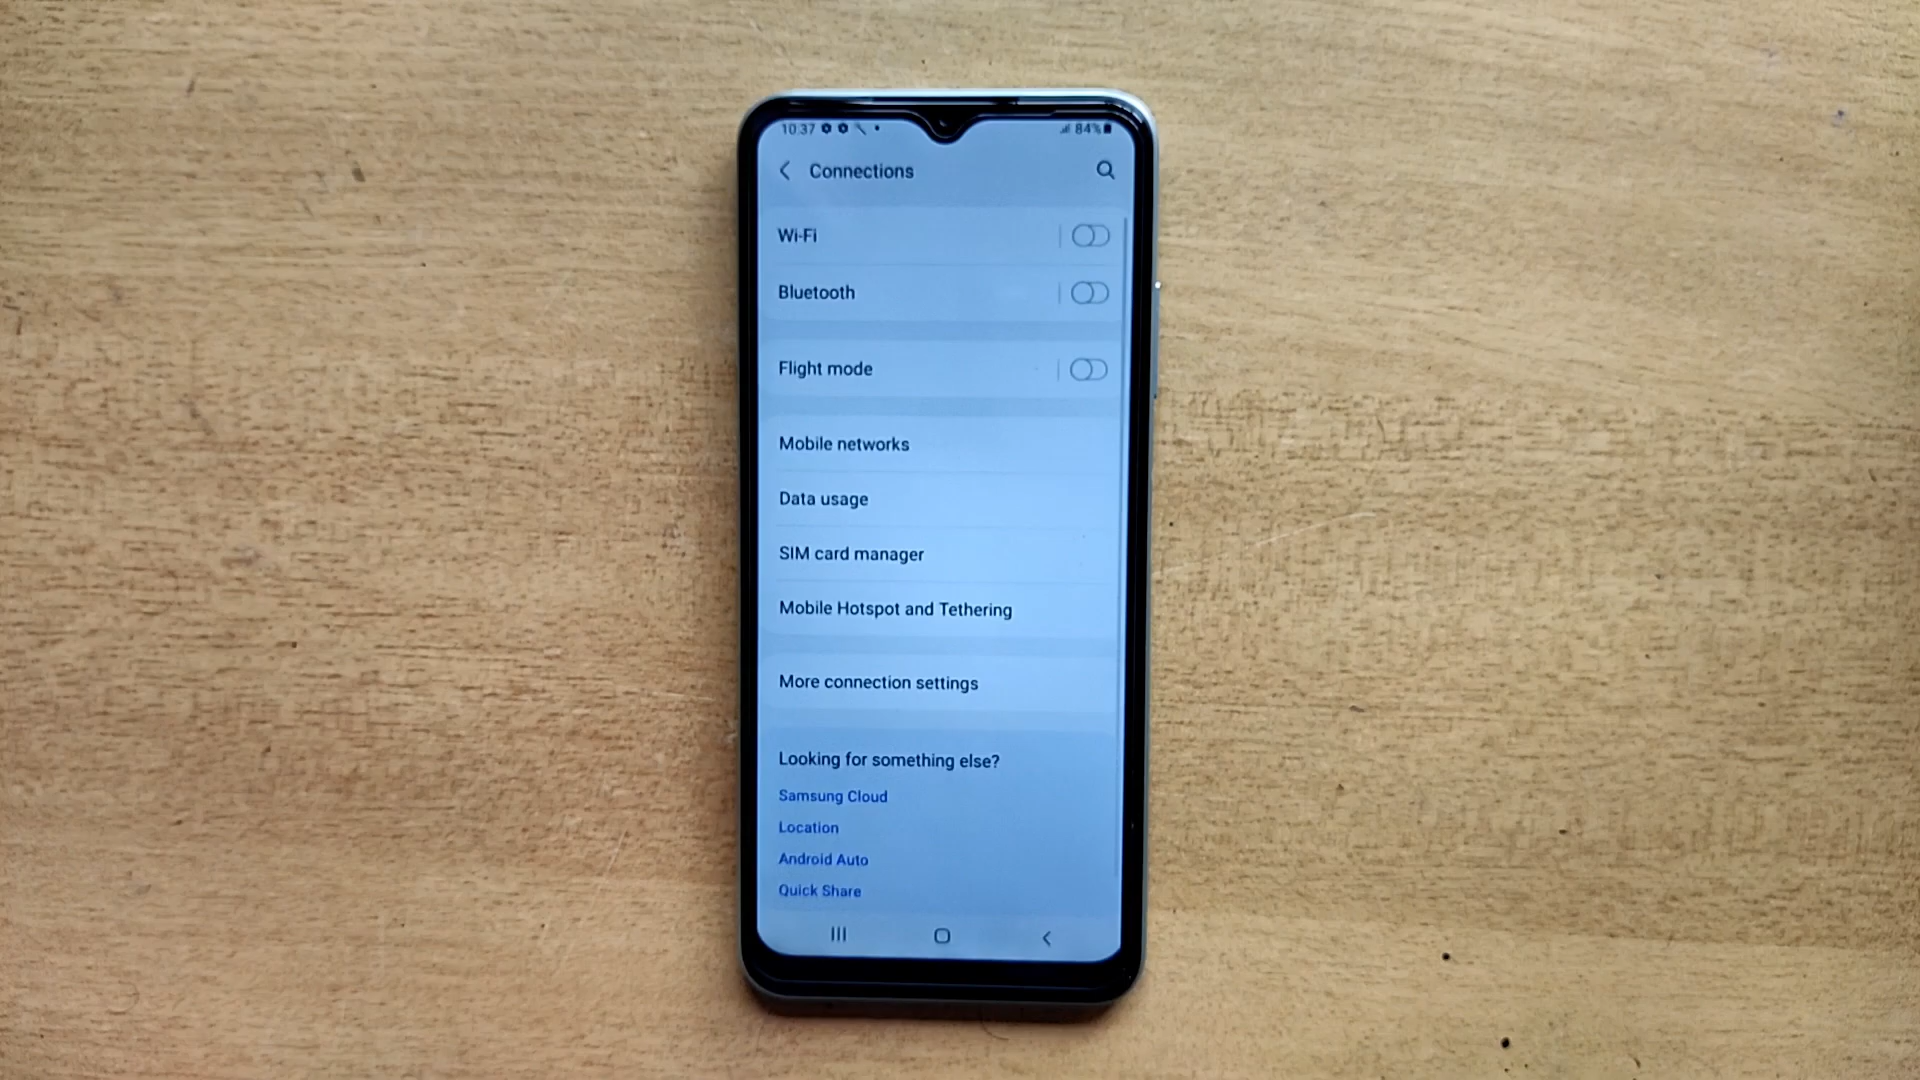 10:37 84%
Connections
Wi-Fi
Bluetooth
Flight mode
Mobile networks
Data usage
SIM card manager
Mobile Hotspot and Tethering
More connection settings
Looking for something else?
Samsung Cloud
Location
Android Auto
Quick Share